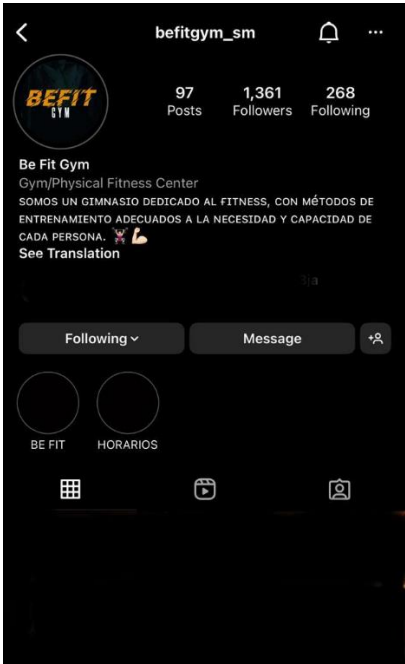 befitgym_sm
BEFIT
GYM
97
1,361
268
Posts
Followers
Following
Be Fit Gym
Gym/Physical Fitness Center
SOMOS UN GIMNASIO DEDICADO AL FITNESS, CON MéTODOS DE
ENTRENAMIENTO ADECUADOS A LA NECESIDAD Y CAPACIDAD DE
CADA PERSONA. 🏋️ 💪🏻
See Translation
Following
Message
BE FIT
HORARIOS